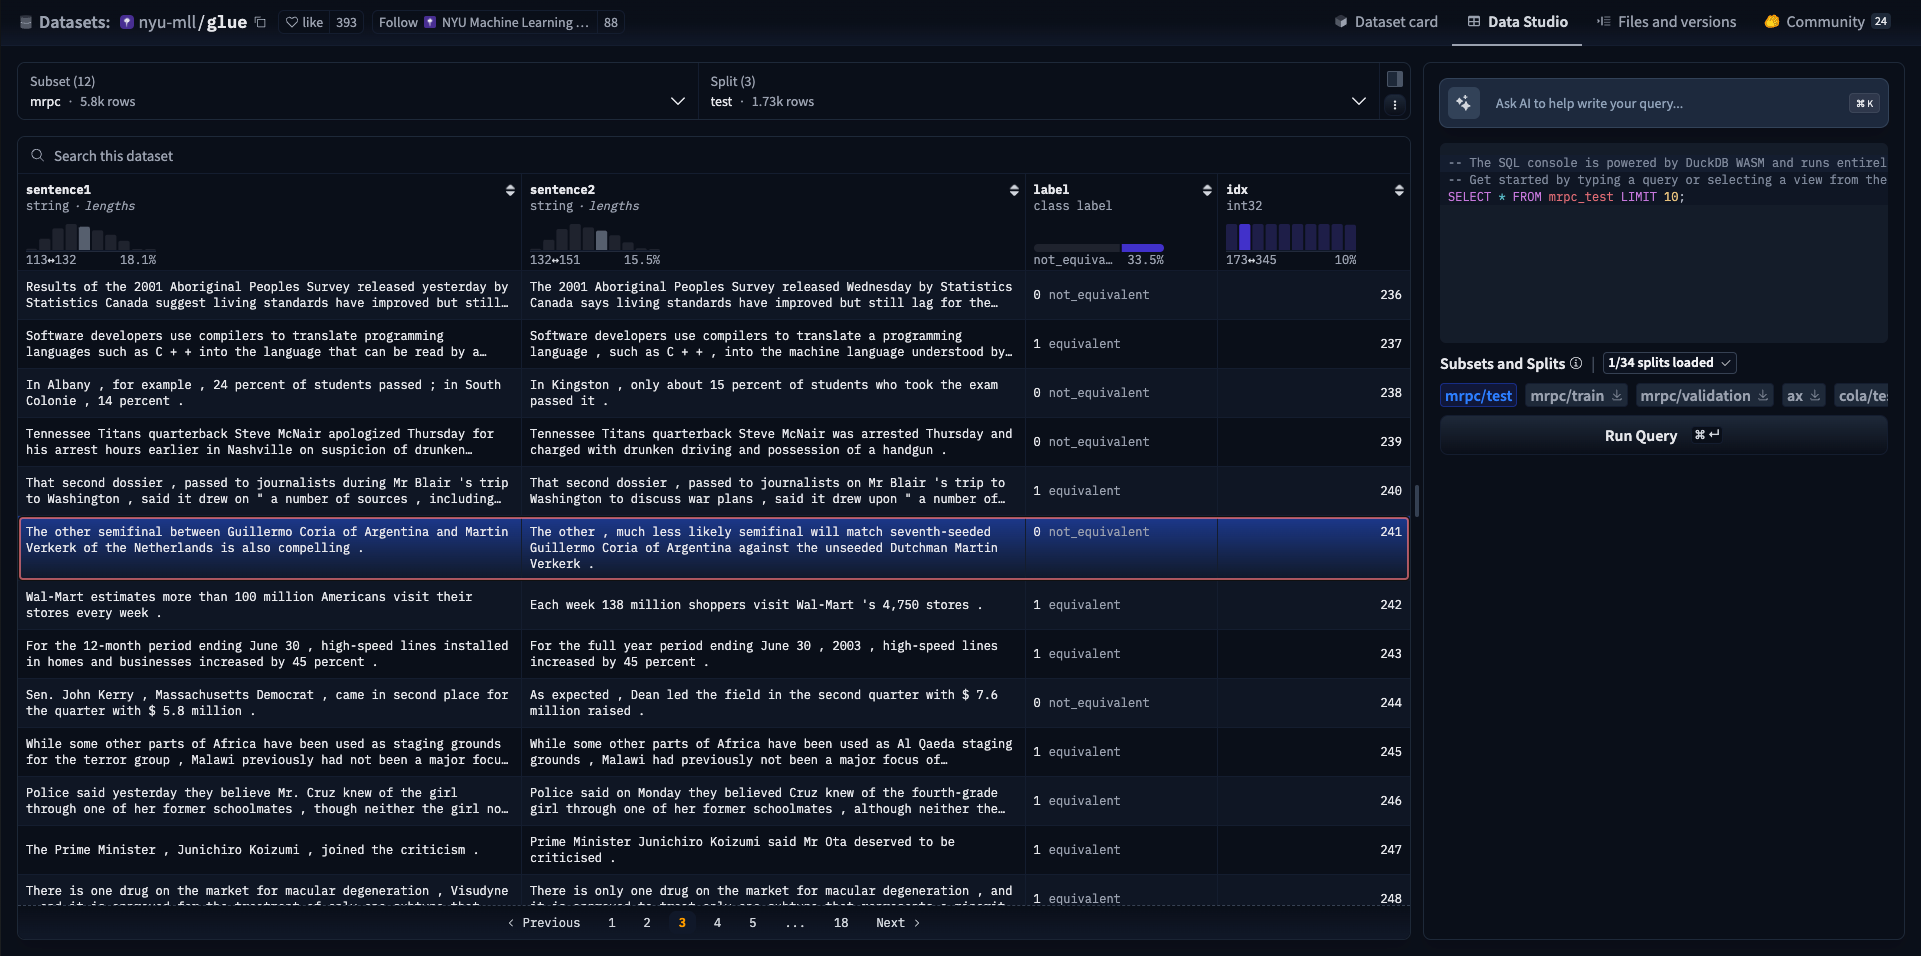 Datasets: nyu-mll/glue like 393 Follow NYU Machine Learning ... 88
Dataset card Data Studio Files and versions Community 24
Subset (12)
mrpc · 5.8k rows
Split (3)
test · 1.73k rows
Search this dataset
sentence1
string · lengths
113↔132 18.1%
sentence2
string · lengths
132↔151 15.5%
label
class label
not_equiva… 33.5%
idx
int32
173↔345 10%
Results of the 2001 Aboriginal Peoples Survey released yesterday by
Statistics Canada suggest living standards have improved but still…
The 2001 Aboriginal Peoples Survey released Wednesday by Statistics
Canada says living standards have improved but still lag for the…
0 not_equivalent
236
Software developers use compilers to translate programming
languages such as C + + into the language that can be read by a…
Software developers use compilers to translate a programming
language , such as C + + , into the machine language understood by…
1 equivalent
237
In Albany , for example , 24 percent of students passed ; in South
Colonie , 14 percent .
In Kingston , only about 15 percent of students who took the exam
passed it .
0 not_equivalent
238
Tennessee Titans quarterback Steve McNair apologized Thursday for
his arrest hours earlier in Nashville on suspicion of drunken…
Tennessee Titans quarterback Steve McNair was arrested Thursday and
charged with drunken driving and possession of a handgun .
0 not_equivalent
239
That second dossier , passed to journalists during Mr Blair 's trip
to Washington , said it drew on " a number of sources , including…
That second dossier , passed to journalists on Mr Blair 's trip to
Washington to discuss war plans , said it drew upon " a number of…
1 equivalent
240
The other semifinal between Guillermo Coria of Argentina and Martin
Verkerk of the Netherlands is also compelling .
The other , much less likely semifinal will match seventh-seeded
Guillermo Coria of Argentina against the unseeded Dutchman Martin
Verkerk .
0 not_equivalent
241
Wal-Mart estimates more than 100 million Americans visit their
stores every week .
Each week 138 million shoppers visit Wal-Mart 's 4,750 stores .
1 equivalent
242
For the 12-month period ending June 30 , high-speed lines installed
in homes and businesses increased by 45 percent .
For the full year period ending June 30 , 2003 , high-speed lines
increased by 45 percent .
1 equivalent
243
Sen. John Kerry , Massachusetts Democrat , came in second place for
the quarter with $ 5.8 million .
As expected , Dean led the field in the second quarter with $ 7.6
million raised .
0 not_equivalent
244
While some other parts of Africa have been used as staging grounds
for the terror group , Malawi previously had not been a major focu…
While some other parts of Africa have been used as Al Qaeda staging
grounds , Malawi had previously not been a major focus of…
1 equivalent
245
Police said yesterday they believe Mr. Cruz knew of the girl
through one of her former schoolmates , though neither the girl no…
Police said on Monday they believed Cruz knew of the fourth-grade
girl through one of her former schoolmates , although neither the…
1 equivalent
246
The Prime Minister , Junichiro Koizumi , joined the criticism .
Prime Minister Junichiro Koizumi said Mr Ota deserved to be
criticised .
1 equivalent
247
There is one drug on the market for macular degeneration , Visudyne
There is only one drug on the market for macular degeneration , and
1 equivalent
248
Previous 1 2 3 4 5 ... 18 Next
Ask AI to help write your query... ⌘ K
-- The SQL console is powered by DuckDB WASM and runs entirel
-- Get started by typing a query or selecting a view from the
SELECT * FROM mrpc_test LIMIT 10;
Subsets and Splits 1/34 splits loaded
mrpc/test mrpc/train mrpc/validation ax cola/te
Run Query ⌘ ↵